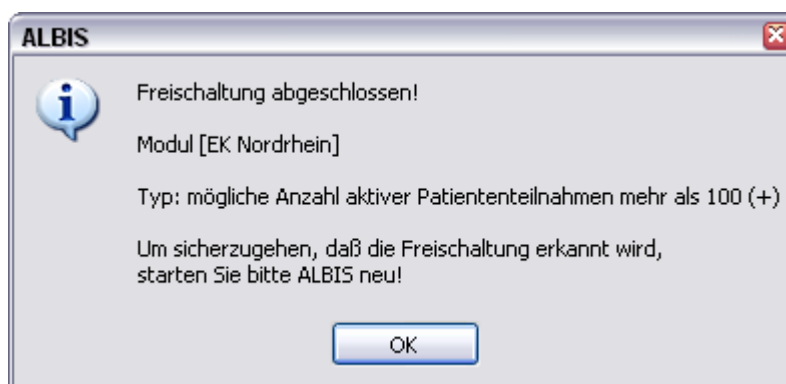 ALBIS
Freischaltung abgeschlossen!
Modul [EK Nordrhein]
Typ: mögliche Anzahl aktiver Patiententeilnahmen mehr als 100 (+)
Um sicherzugehen, daß die Freischaltung erkannt wird,
starten Sie bitte ALBIS neu!
OK